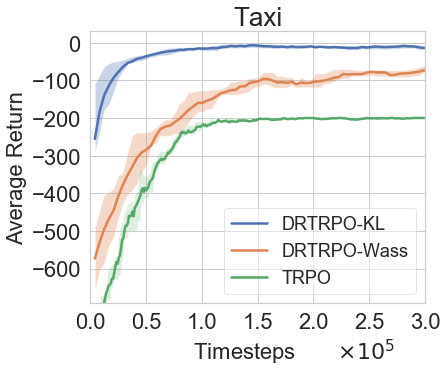 Taxi
Average Return
0
−100
−200
−300
−400
−500
−600
DRTRPO-KL
DRTRPO-Wass
TRPO
0.0 0.5 1.0 1.5 2.0 2.5 3.0
Timesteps ×10⁵